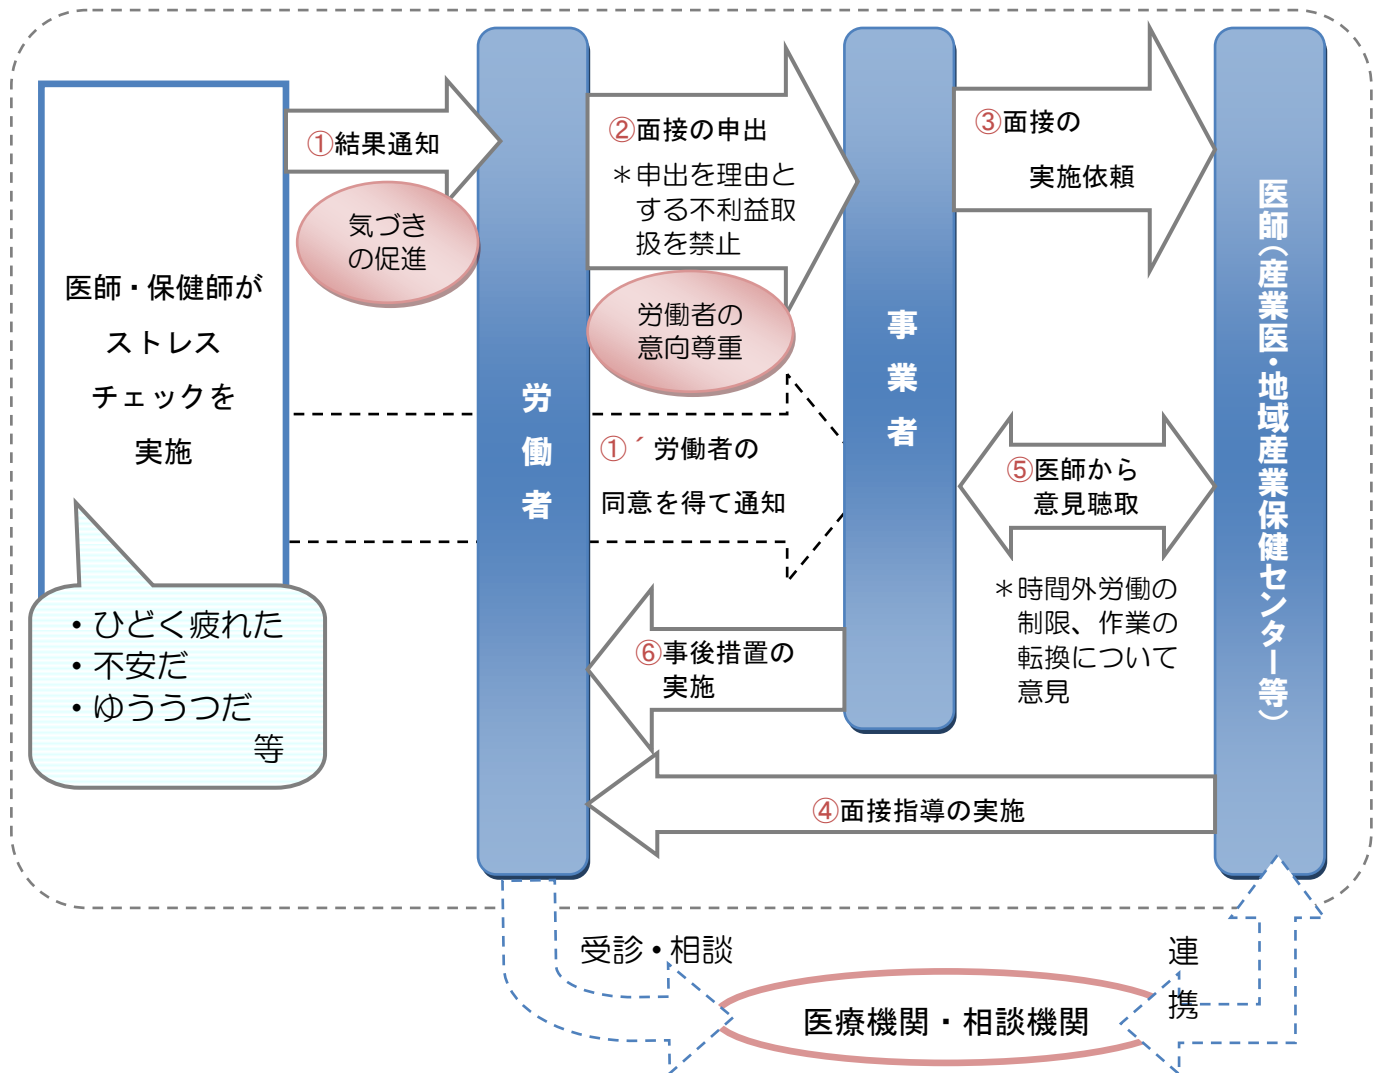 医師・保健師が
ストレス
チェックを
実施
・ひどく疲れた
・不安だ
・ゆううつだ
等
①結果通知
気づき
の促進
労働者
②面接の申出
＊申出を理由と
する不利益取
扱を禁止
労働者の
意向尊重
①´労働者の
同意を得て通知
事業者
③面接の
実施依頼
⑤医師から
意見聴取
＊時間外労働の
制限、作業の
転換について
意見
⑥事後措置の
実施
④面接指導の実施
医師（産業医・地域産業保健センター等）
受診・相談
連携
医療機関・相談機関